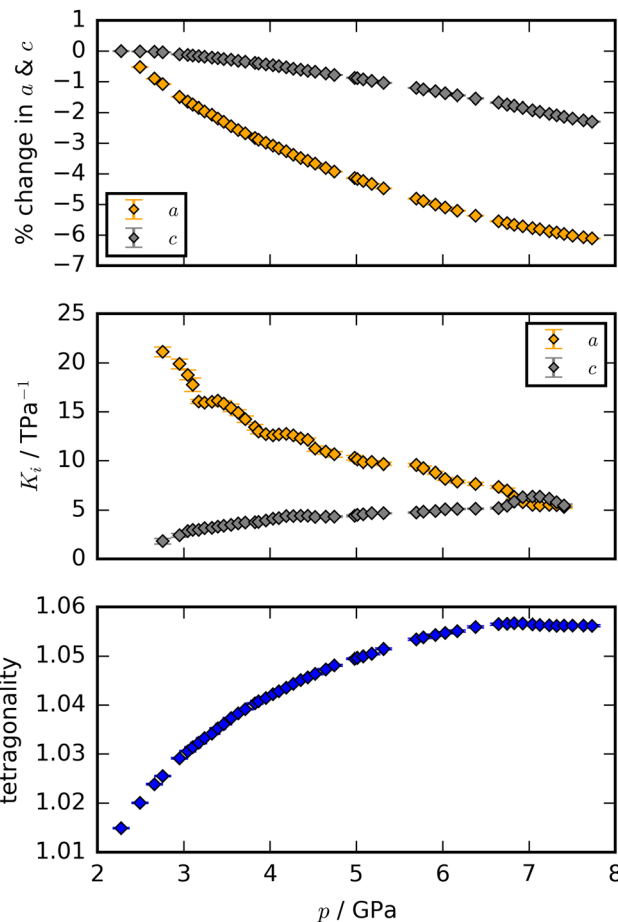 % change in a & c
1
0
−1
−2
−3
−4
−5
−6
−7
a
c
K_i / TPa⁻¹
25
20
15
10
5
0
a
c
tetragonality
1.06
1.05
1.04
1.03
1.02
1.01
2 3 4 5 6 7 8
p / GPa